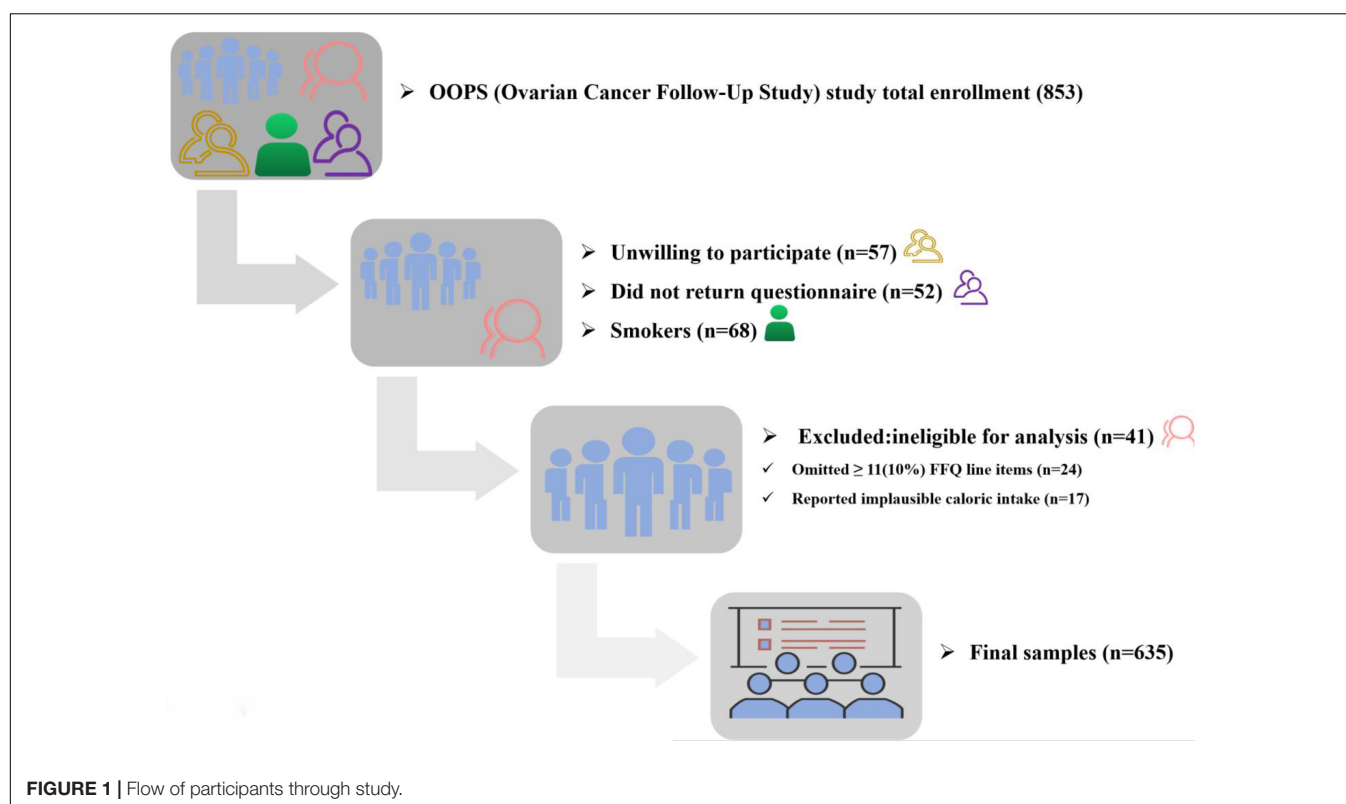 ➢ OOPS (Ovarian Cancer Follow-Up Study) study total enrollment (853)
➢ Unwilling to participate (n=57)
➢ Did not return questionnaire (n=52)
➢ Smokers (n=68)
➢ Excluded:ineligible for analysis (n=41)
✓ Omitted ≥ 11(10%) FFQ line items (n=24)
✓ Reported implausible caloric intake (n=17)
➢ Final samples (n=635)
FIGURE 1 | Flow of participants through study.